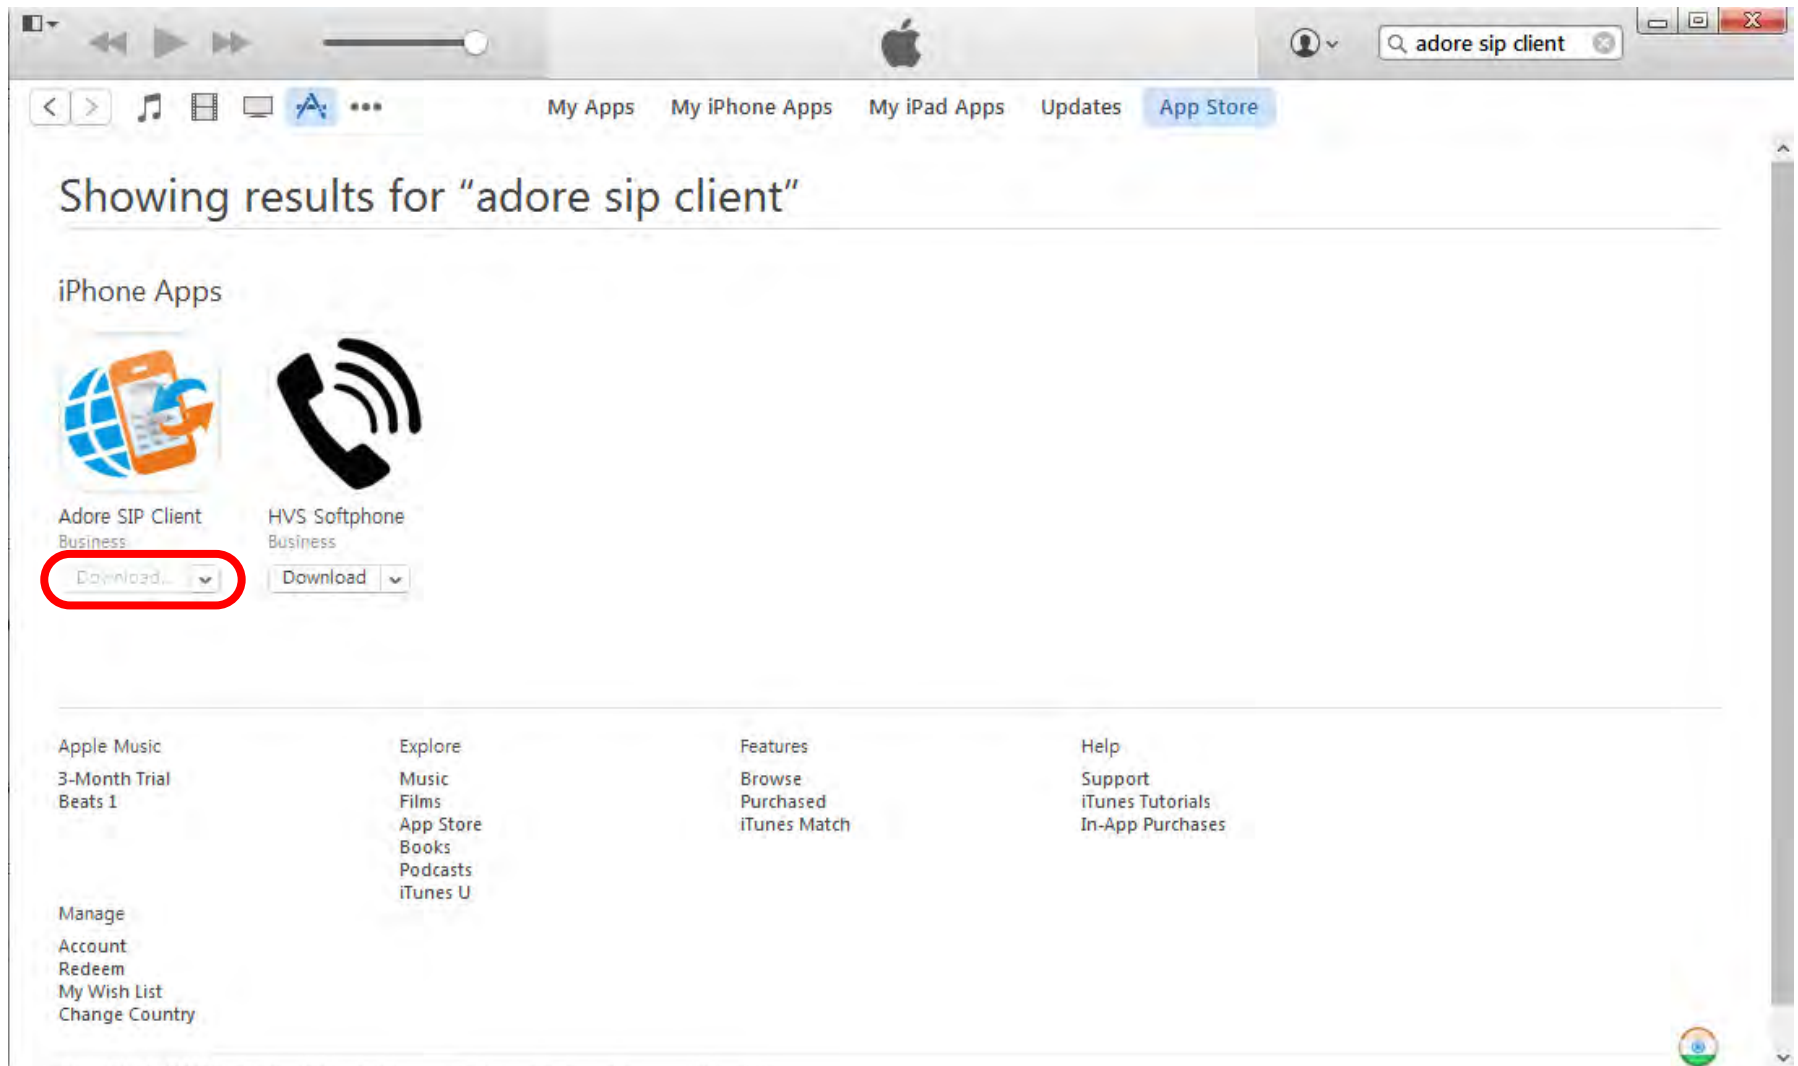 adore sip client
My Apps My iPhone Apps My iPad Apps Updates App Store
Showing results for “adore sip client”
iPhone Apps
Adore SIP Client
Business
Download...
HVS Softphone
Business
Download
Apple Music
3-Month Trial
Beats 1
Explore
Music
Films
App Store
Books
Podcasts
iTunes U
Features
Browse
Purchased
iTunes Match
Help
Support
iTunes Tutorials
In-App Purchases
Manage
Account
Redeem
My Wish List
Change Country